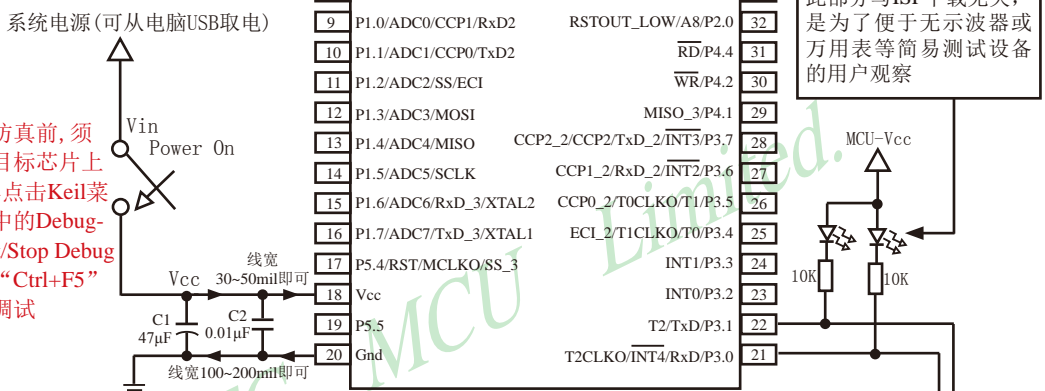 系统电源(可从电脑USB取电)
Vin
Power On
仿真前,须
目标芯片上
点击Keil菜
中的Debug-
/Stop Debug
“Ctrl+F5”
调试
Vcc
线宽
30~50mil即可
C1
47μF
C2
0.01μF
线宽100~200mil即可
9 P1.0/ADC0/CCP1/RxD2
10 P1.1/ADC1/CCP0/TxD2
11 P1.2/ADC2/SS/ECI
12 P1.3/ADC3/MOSI
13 P1.4/ADC4/MISO
14 P1.5/ADC5/SCLK
15 P1.6/ADC6/RxD_3/XTAL2
16 P1.7/ADC7/TxD_3/XTAL1
17 P5.4/RST/MCLKO/SS_3
18 Vcc
19 P5.5
20 Gnd
RSTOUT_LOW/A8/P2.0 32
RD/P4.4 31
WR/P4.2 30
MISO_3/P4.1 29
CCP2_2/CCP2/TxD_2/INT3/P3.7 28
CCP1_2/RxD_2/INT2/P3.6 27
CCP0_2/T0CLKO/T1/P3.5 26
ECI_2/T1CLKO/T0/P3.4 25
INT1/P3.3 24
INT0/P3.2 23
T2/TxD/P3.1 22
T2CLKO/INT4/RxD/P3.0 21
此部分与ISP下载无关,
是为了便于无示波器或
万用表等简易测试设备
的用户观察
MCU-Vcc
10K
10K
MCU Limited.